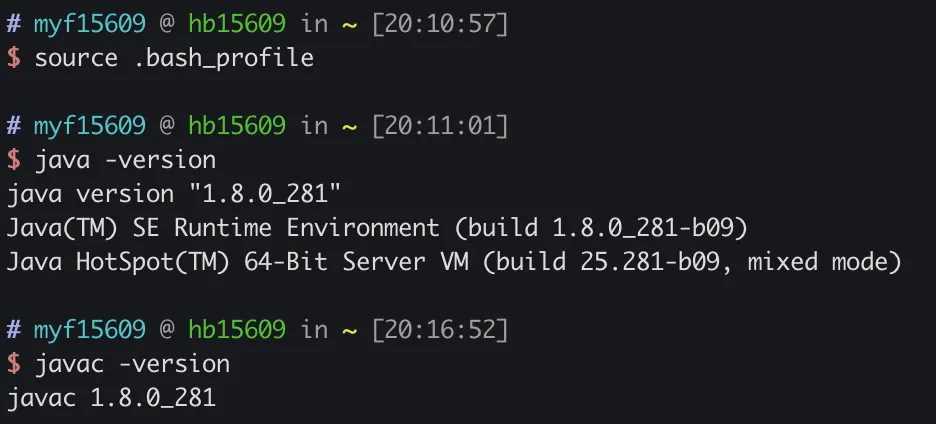 # myf15609 @ hb15609 in ~ [20:10:57]
$ source .bash_profile
# myf15609 @ hb15609 in ~ [20:11:01]
$ java -version
java version "1.8.0_281"
Java(TM) SE Runtime Environment (build 1.8.0_281-b09)
Java HotSpot(TM) 64-Bit Server VM (build 25.281-b09, mixed mode)
# myf15609 @ hb15609 in ~ [20:16:52]
$ javac -version
javac 1.8.0_281